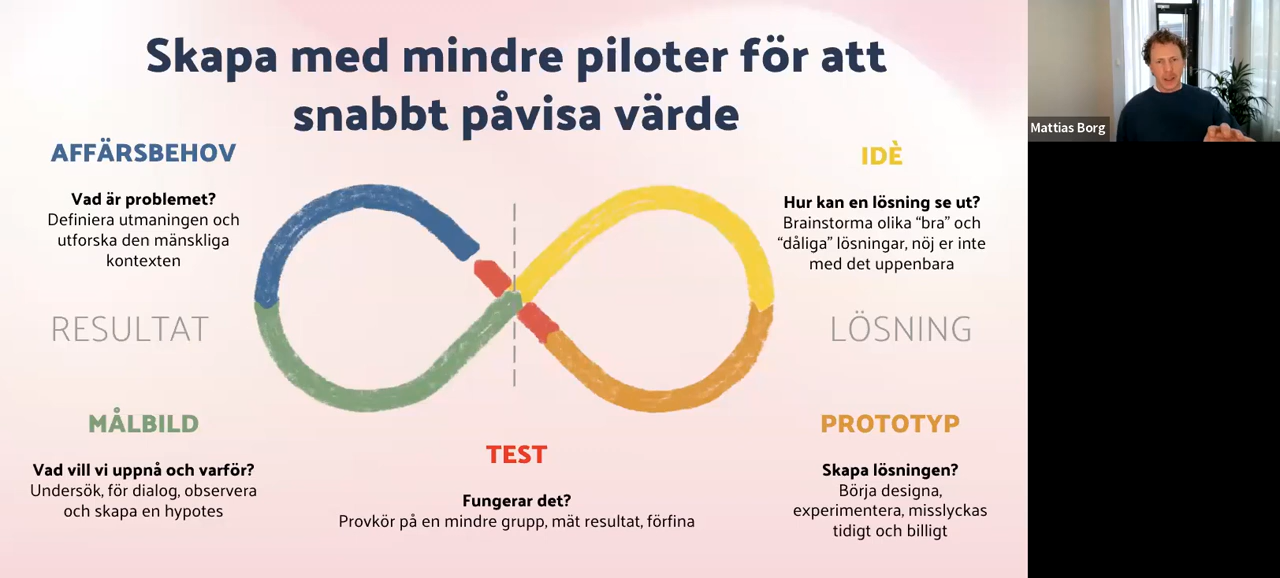 Skapa med mindre piloter för att
snabbt påvisa värde
AFFÄRSBEHOV
Vad är problemet?
Definiera utmaningen och
utforska den mänskliga
kontexten
IDÈ
Hur kan en lösning se ut?
Brainstorma olika “bra” och
“dåliga” lösningar, nöj er inte
med det uppenbara
RESULTAT
LÖSNING
MÅLBILD
Vad vill vi uppnå och varför?
Undersök, för dialog, observera
och skapa en hypotes
TEST
Fungerar det?
Provkör på en mindre grupp, mät resultat, förfina
PROTOTYP
Skapa lösningen?
Börja designa,
experimentera, misslyckas
tidigt och billigt
Mattias Borg